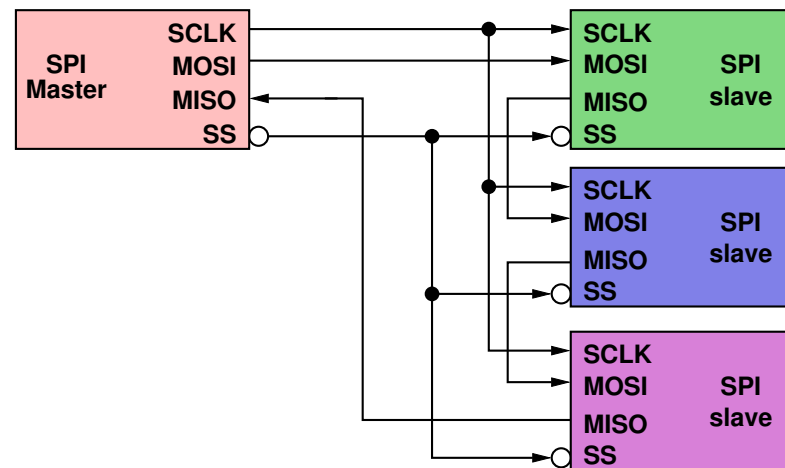 SPI
Master
SCLK
MOSI
MISO
SS
SCLK
MOSI
MISO
SS
SPI
slave
SCLK
MOSI
MISO
SS
SPI
slave
SCLK
MOSI
MISO
SS
SPI
slave